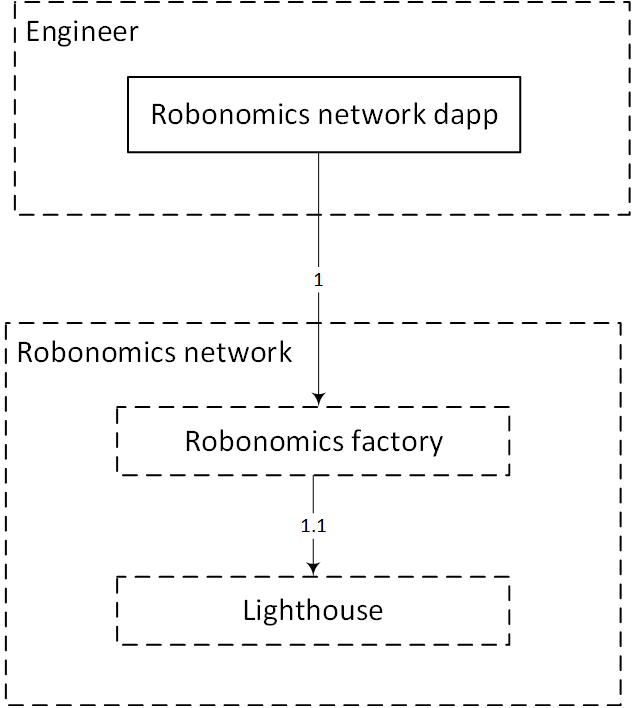 Engineer
Robonomics network dapp
1
Robonomics network
Robonomics factory
1.1
Lighthouse